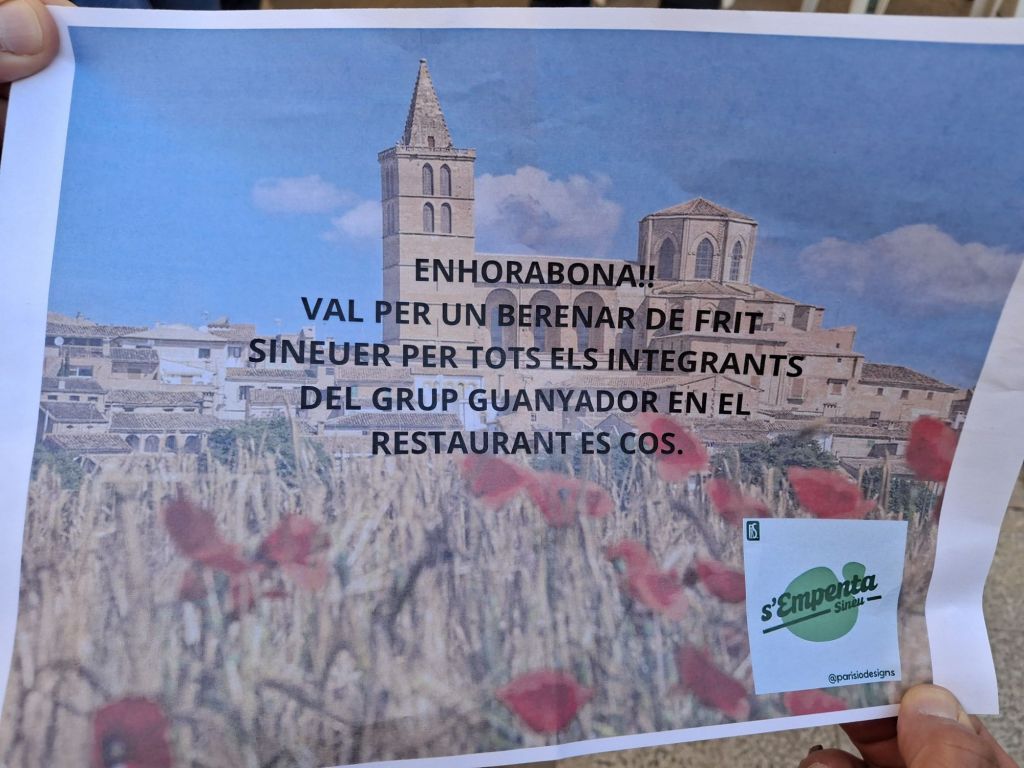 ENHORABONA!!
VAL PER UN BERENAR DE FRIT
SINEUER PER TOTS ELS INTEGRANTS
DEL GRUP GUANYADOR EN EL
RESTAURANT ES COS.
s'Empenta
Sineu
@parisiodesigns